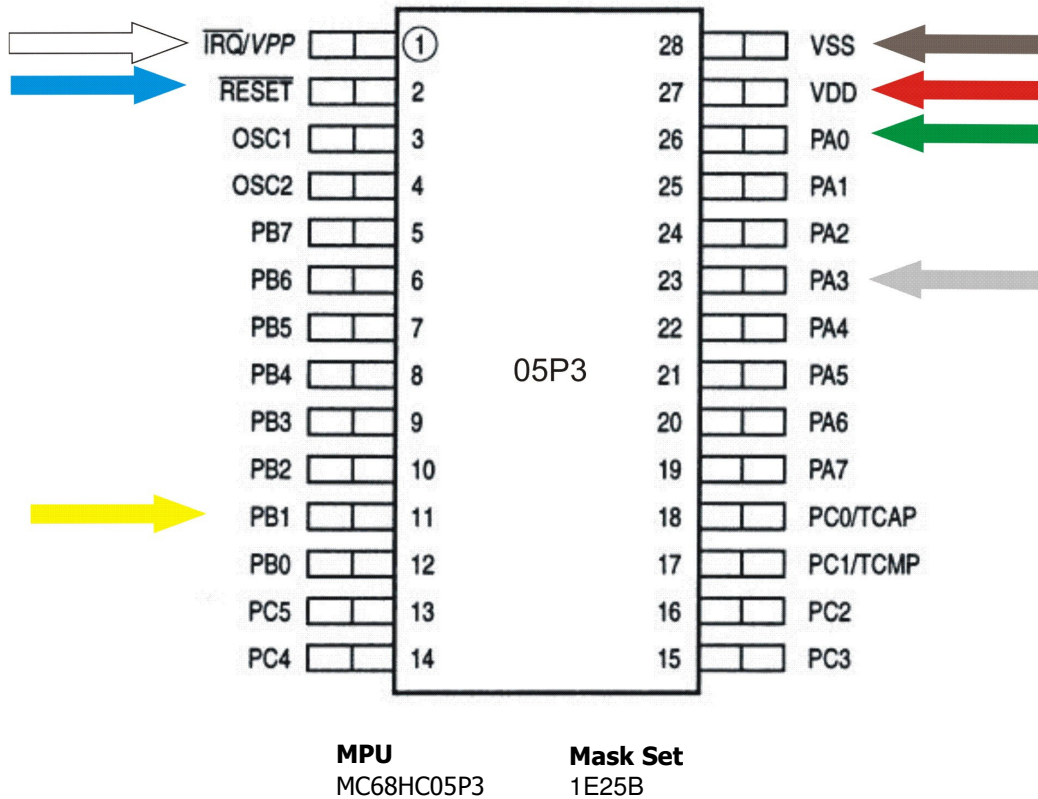 IRQ/VPP 1 28 VSS
RESET 2 27 VDD
OSC1 3 26 PA0
OSC2 4 25 PA1
PB7 5 24 PA2
PB6 6 23 PA3
PB5 7 22 PA4
PB4 8 21 PA5
05P3
PB3 9 20 PA6
PB2 10 19 PA7
PB1 11 18 PC0/TCAP
PB0 12 17 PC1/TCMP
PC5 13 16 PC2
PC4 14 15 PC3
MPU Mask Set
MC68HC05P3 1E25B